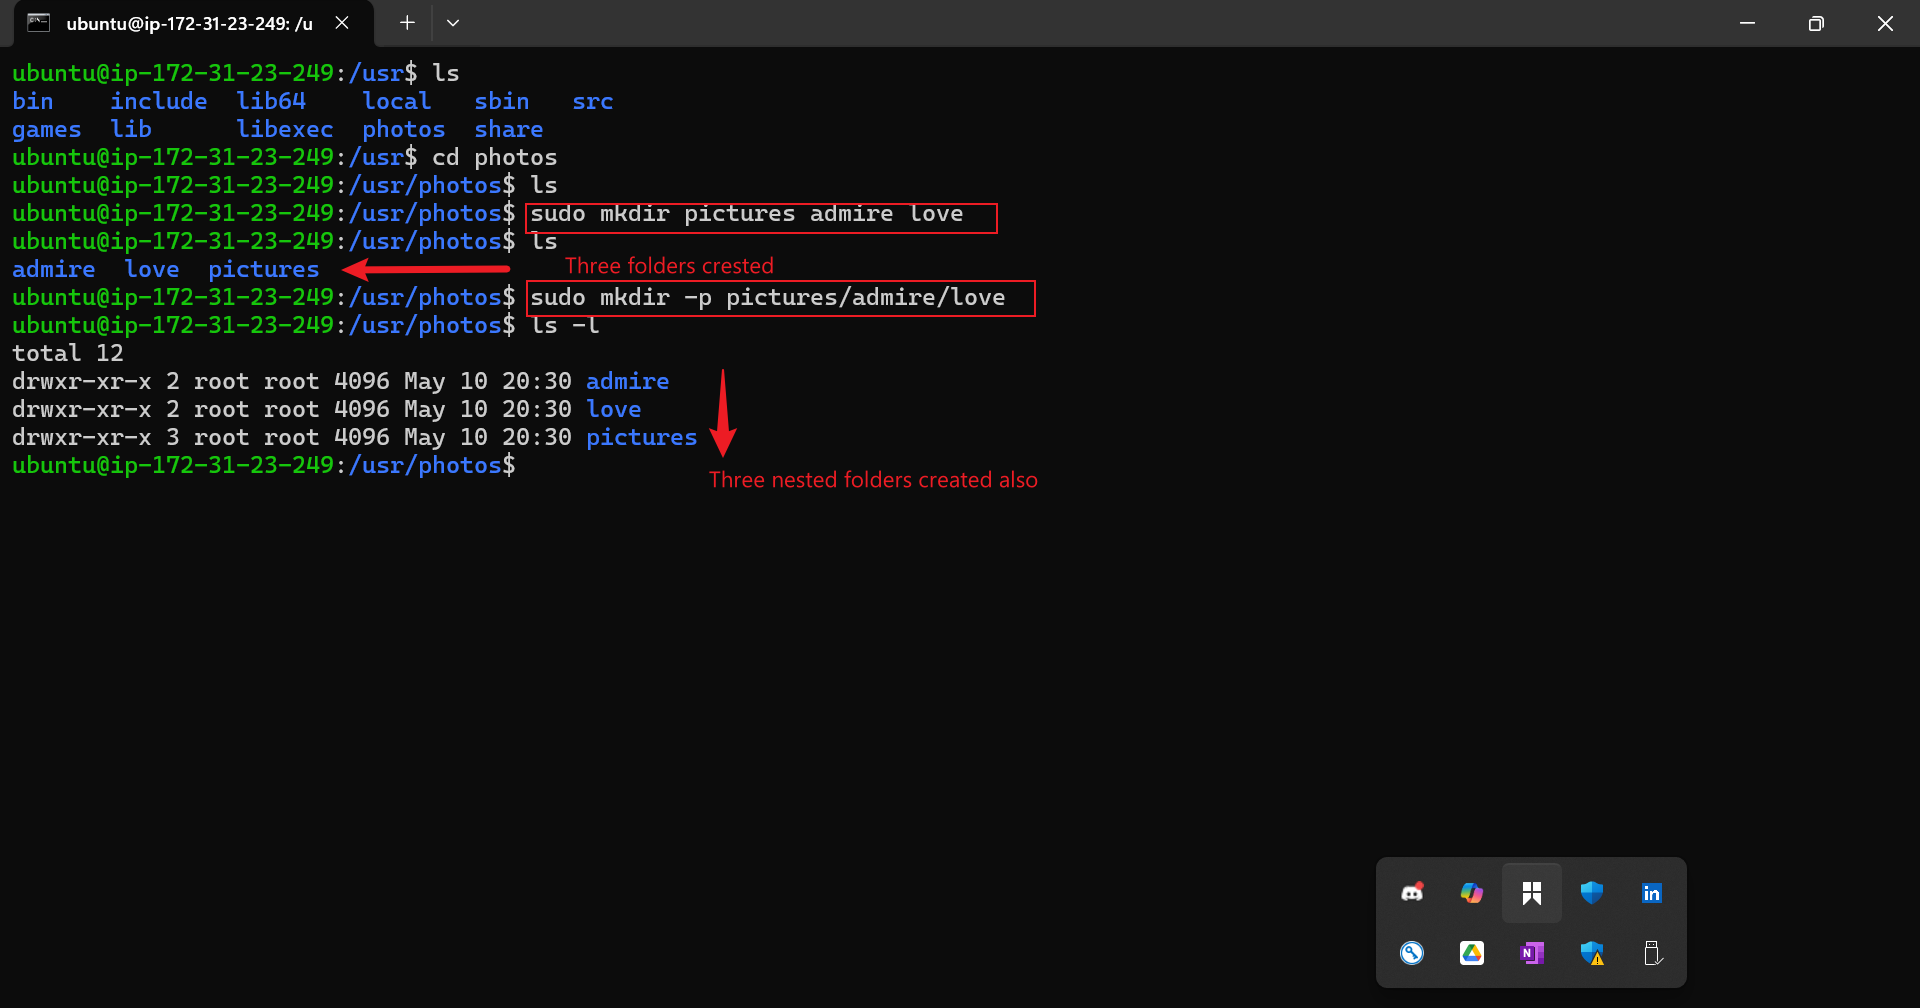 ubuntu@ip-172-31-23-249: /u
ubuntu@ip-172-31-23-249:/usr$ ls
bin    include  lib64    local   sbin   src
games  lib      libexec  photos  share
ubuntu@ip-172-31-23-249:/usr$ cd photos
ubuntu@ip-172-31-23-249:/usr/photos$ ls
ubuntu@ip-172-31-23-249:/usr/photos$ sudo mkdir pictures admire love
ubuntu@ip-172-31-23-249:/usr/photos$ ls
admire  love  pictures
Three folders crested
ubuntu@ip-172-31-23-249:/usr/photos$ sudo mkdir -p pictures/admire/love
ubuntu@ip-172-31-23-249:/usr/photos$ ls -l
total 12
drwxr-xr-x 2 root root 4096 May 10 20:30 admire
drwxr-xr-x 2 root root 4096 May 10 20:30 love
drwxr-xr-x 3 root root 4096 May 10 20:30 pictures
ubuntu@ip-172-31-23-249:/usr/photos$
Three nested folders created also
in
N